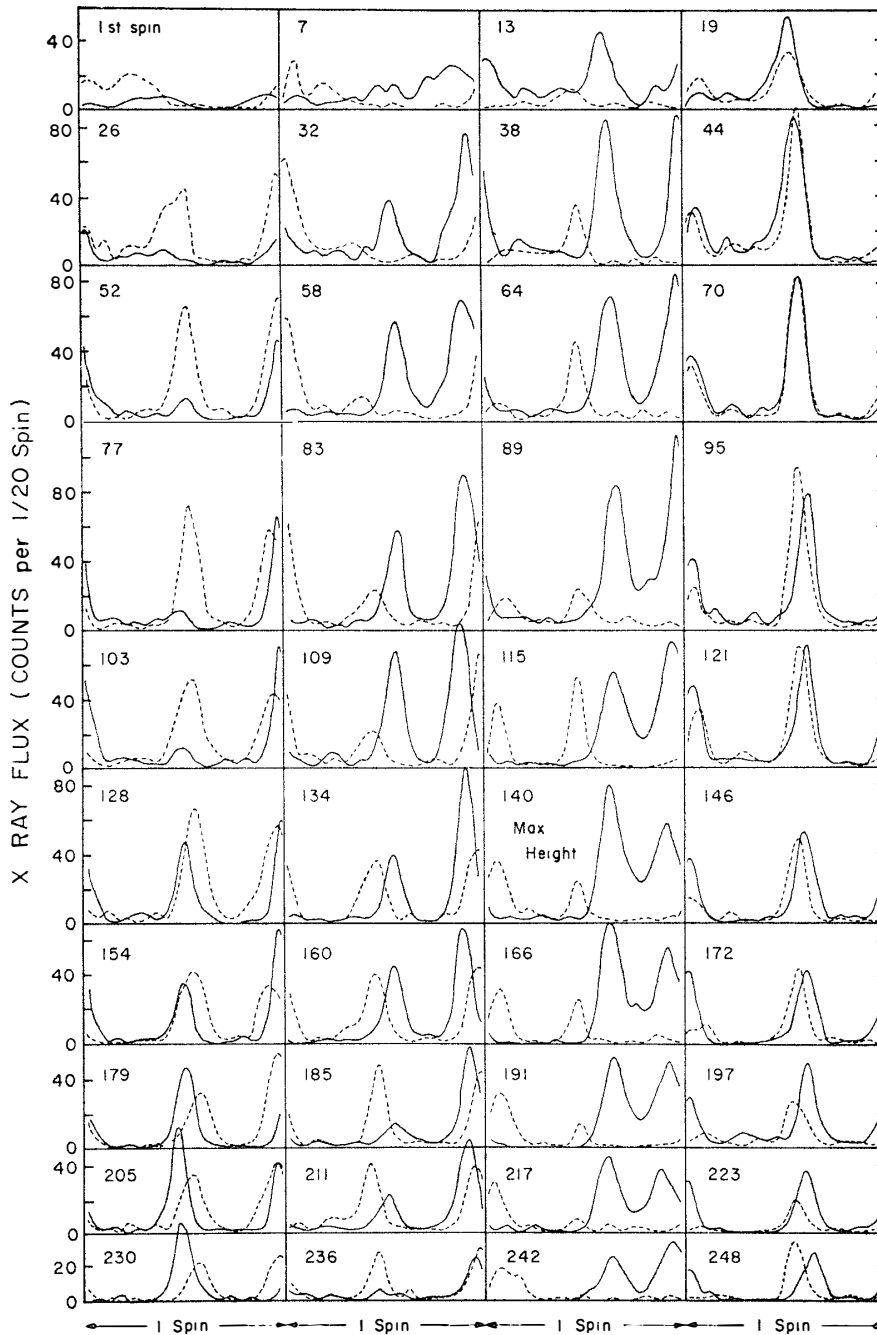 X RAY FLUX (COUNTS per 1/20 Spin)
1st spin 7 13 19
40
20
0
26 32 38 44
80
40
0
52 58 64 70
80
40
0
77 83 89 95
80
40
0
103 109 115 121
40
0
128 134 140 146
Max
Height
80
40
0
154 160 166 172
40
0
179 185 191 197
40
0
205 211 217 223
40
0
230 236 242 248
20
0
1 Spin 1 Spin 1 Spin 1 Spin